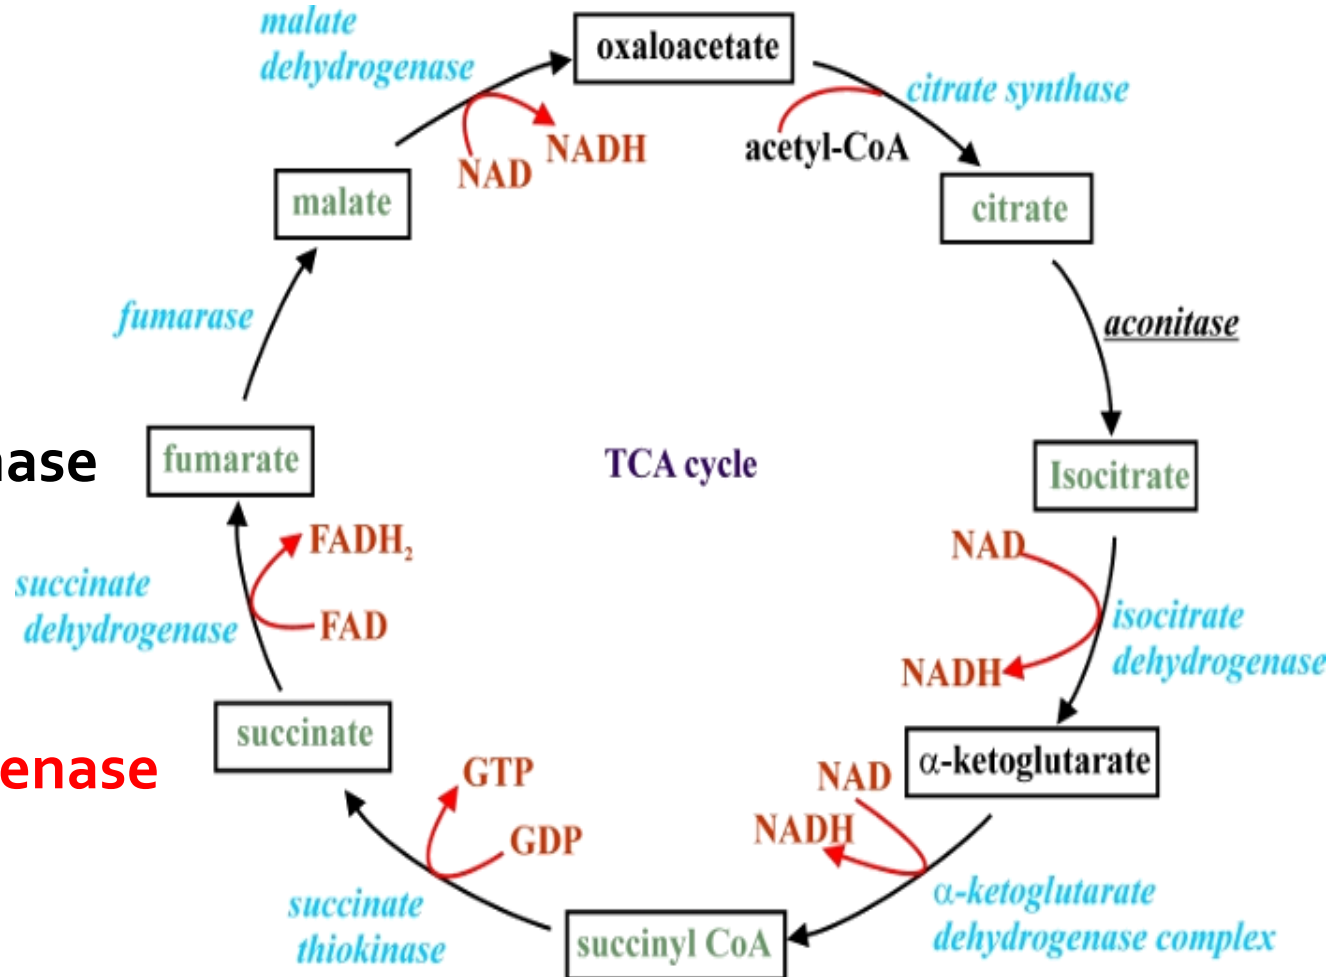 malate
dehydrogenase
oxaloacetate
citrate synthase
acetyl-CoA
NADH
NAD
malate
citrate
fumarase
aconitase
nase
fumarate
TCA cycle
Isocitrate
FADH₂
NAD
succinate
dehydrogenase
FAD
isocitrate
dehydrogenase
NADH
succinate
enase
GTP
NAD
α-ketoglutarate
GDP
NADH
succinate
thiokinase
α-ketoglutarate
dehydrogenase complex
succinyl CoA